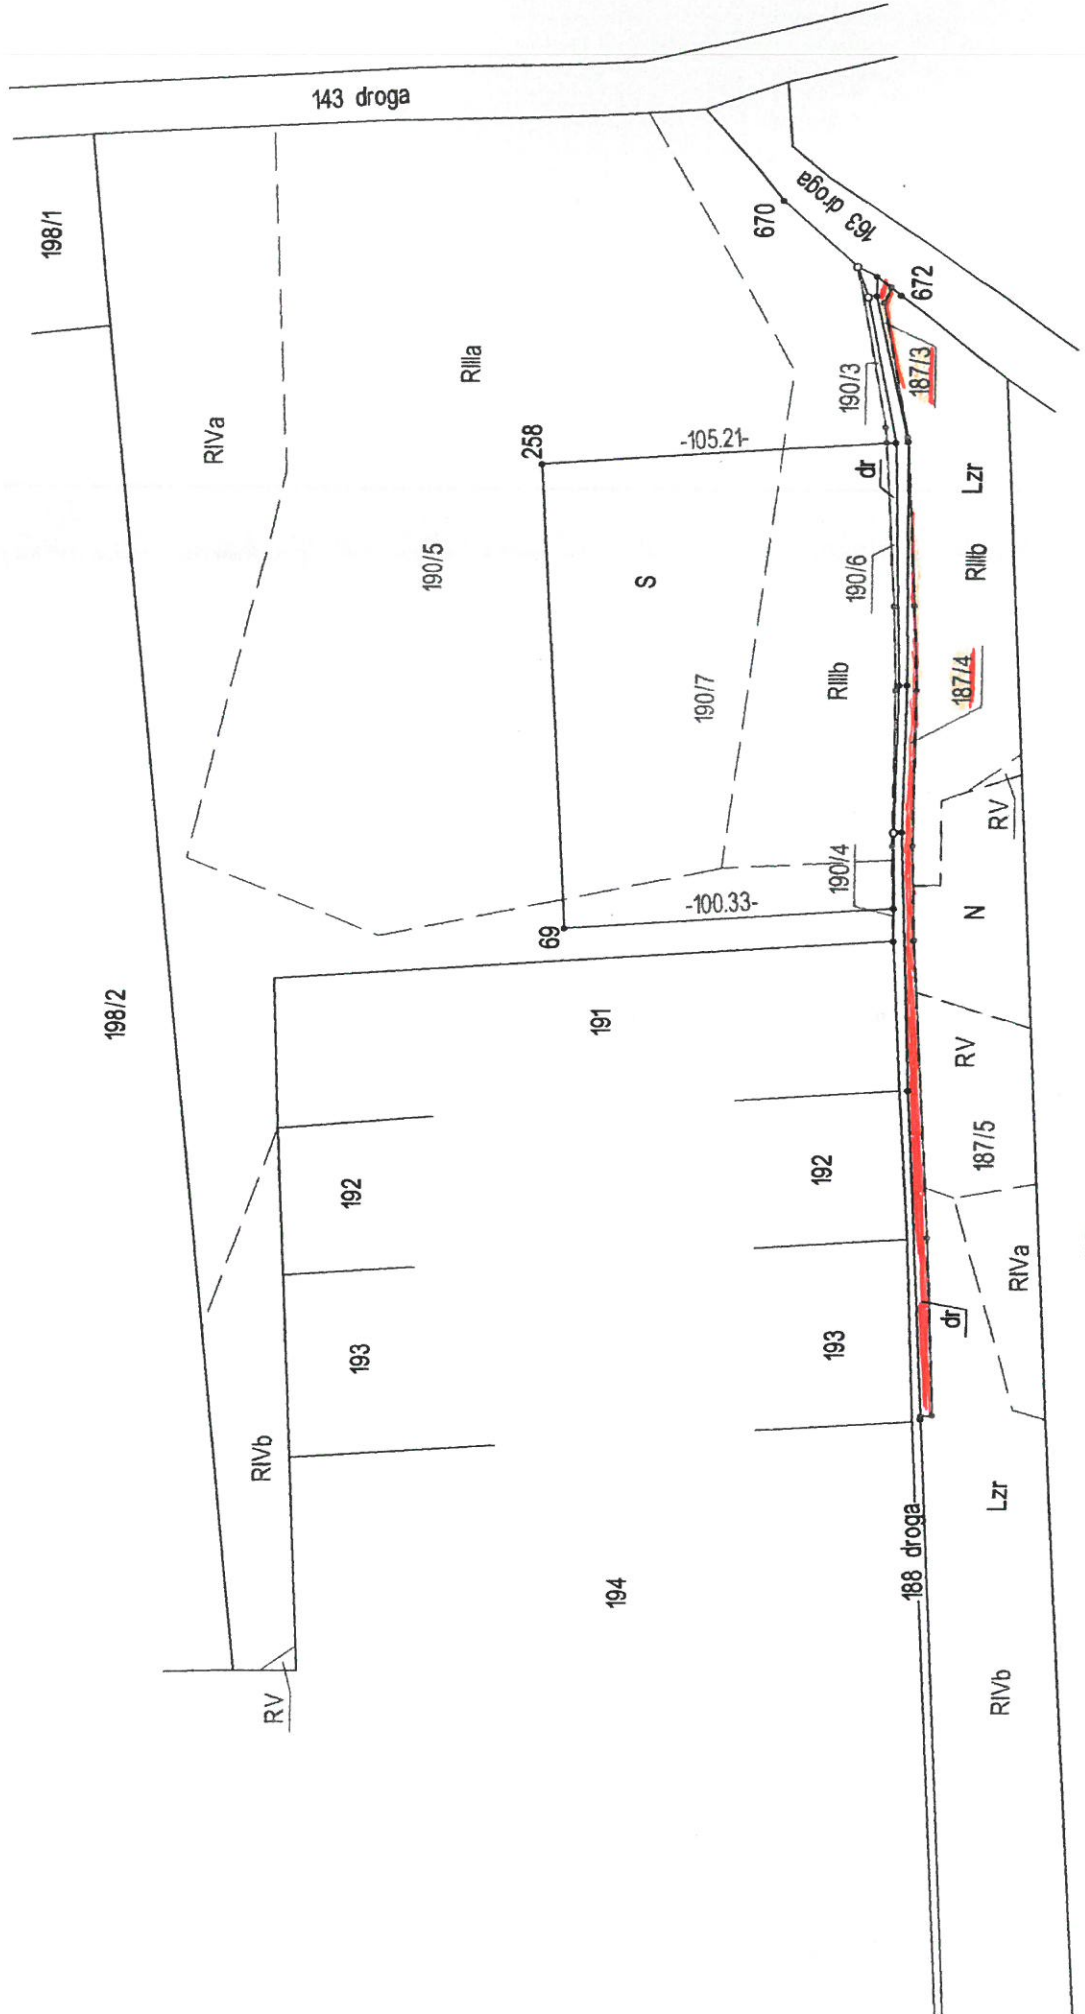 143 droga
198/1
163 droga
670
672
RIIIa
187/3
190/3
RIVa
258
-105.21-
dr
Lzr
190/5
S
190/6
RIIIb
190/7
RIIIb
187/4
RV
190/4
-100.33-
N
69
198/2
191
RV
187/5
192
192
RIVa
dr
193
193
RIVb
Lzr
188 droga
194
RIVb
RV